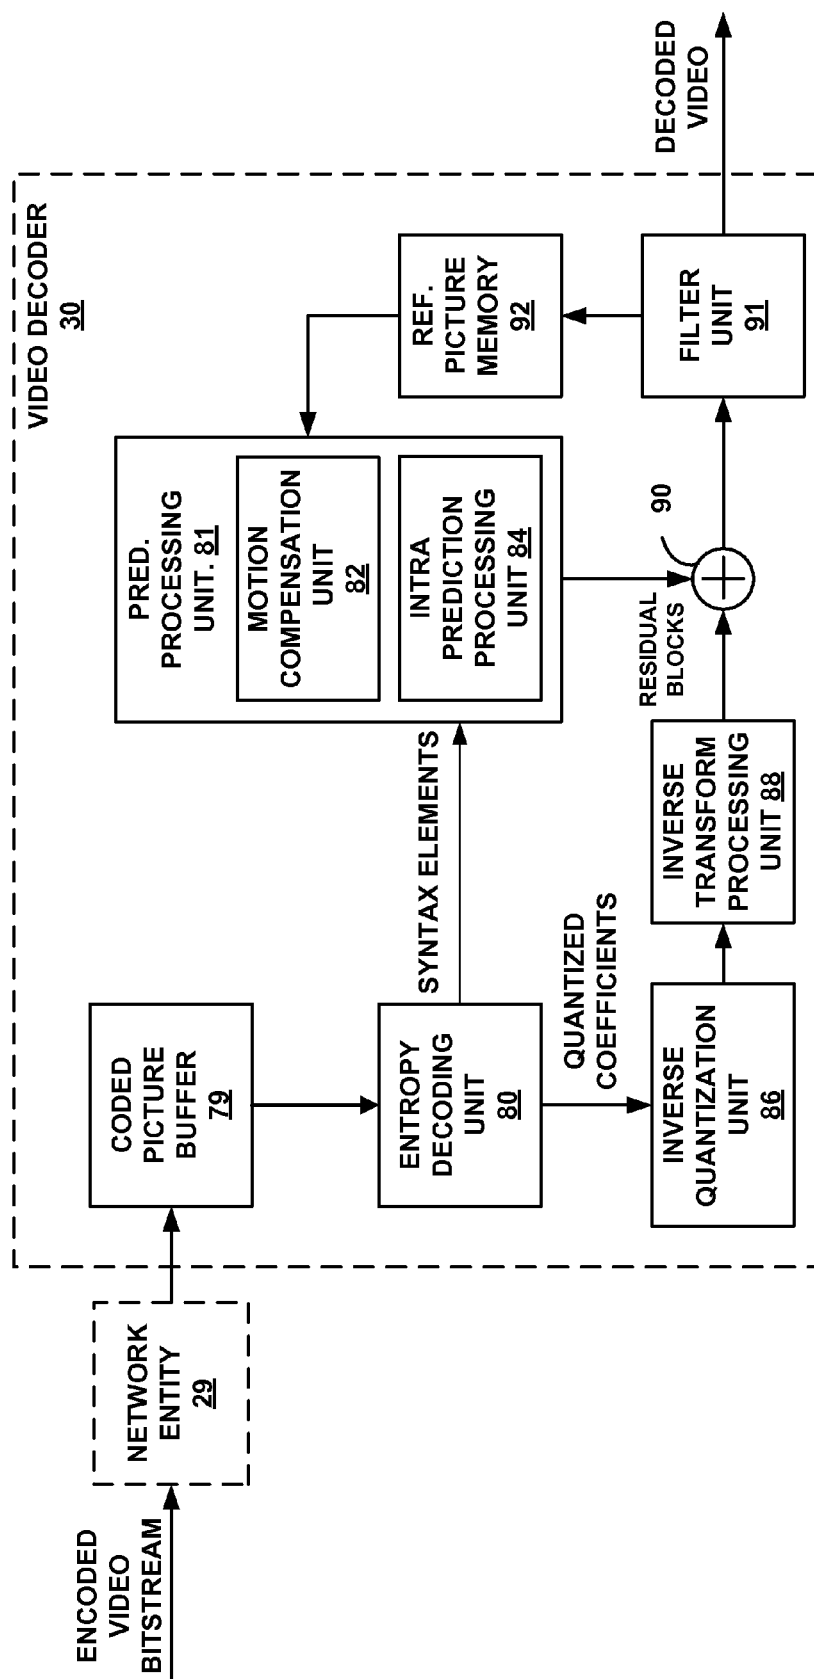 ENCODED
VIDEO
BITSTREAM
NETWORK
ENTITY
29
VIDEO DECODER
30
CODED
PICTURE
BUFFER
79
ENTROPY
DECODING
UNIT
80
SYNTAX ELEMENTS
QUANTIZED
COEFFICIENTS
INVERSE
QUANTIZATION
UNIT
86
INVERSE
TRANSFORM
PROCESSING
UNIT 88
RESIDUAL
BLOCKS
90
PRED.
PROCESSING
UNIT. 81
MOTION
COMPENSATION
UNIT
82
INTRA
PREDICTION
PROCESSING
UNIT 84
REF.
PICTURE
MEMORY
92
FILTER
UNIT
91
DECODED
VIDEO